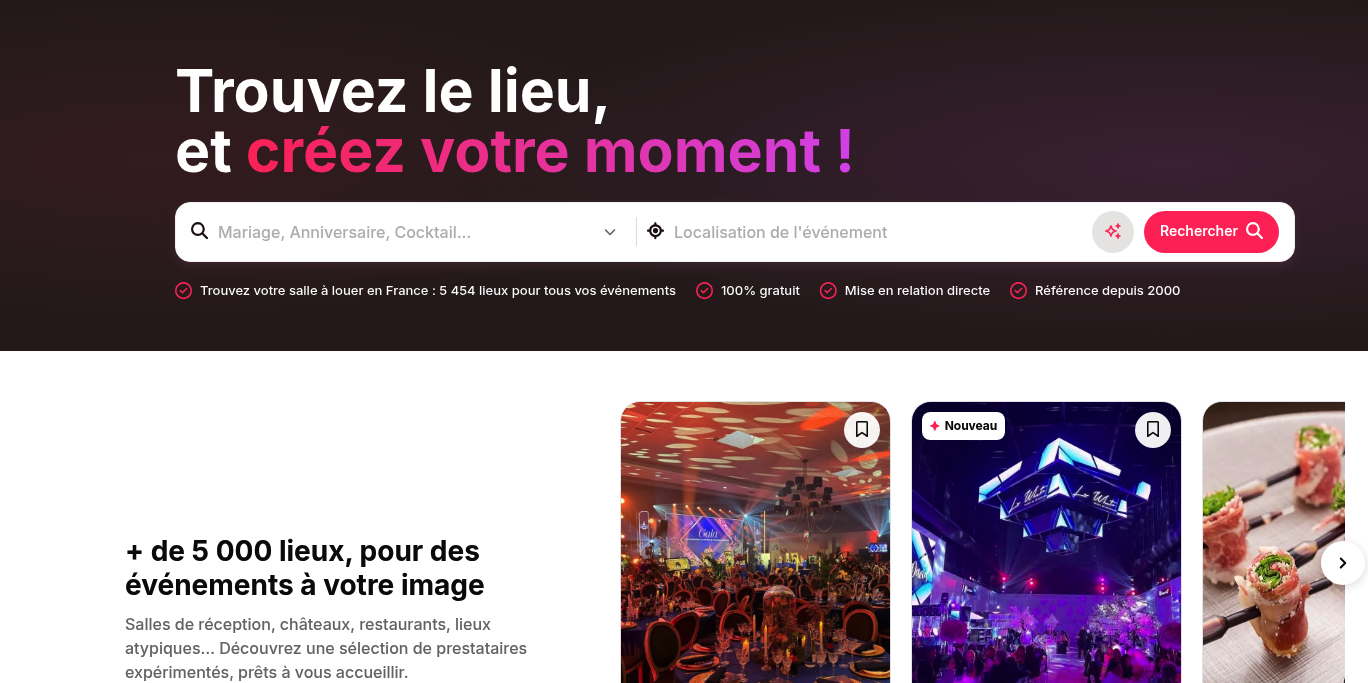 Trouvez le lieu,
et créez votre moment !
Mariage, Anniversaire, Cocktail...
Localisation de l'événement
Rechercher
Trouvez votre salle à louer en France : 5 454 lieux pour tous vos événements
100% gratuit
Mise en relation directe
Référence depuis 2000
+ de 5 000 lieux, pour des
événements à votre image
Salles de réception, châteaux, restaurants, lieux
atypiques... Découvrez une sélection de prestataires
expérimentés, prêts à vous accueillir.
Gala
Nouveau